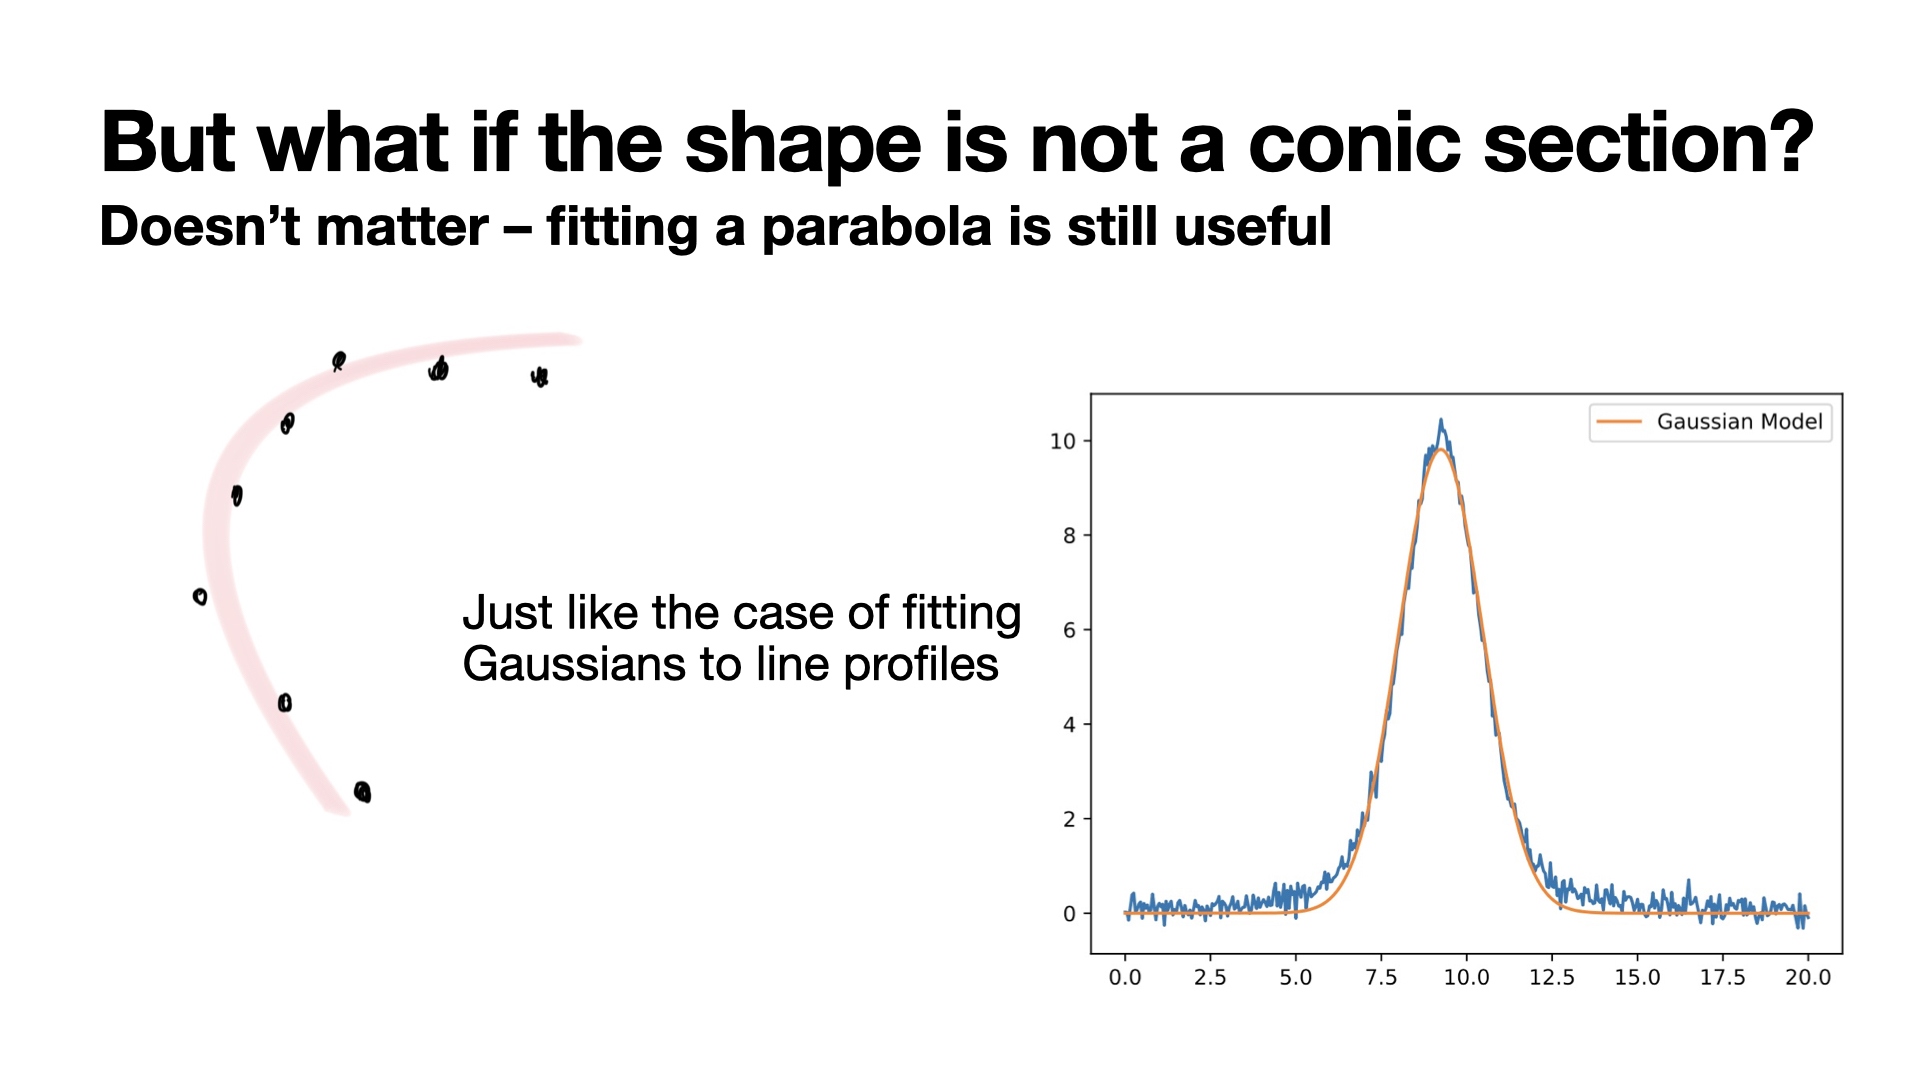 But what if the shape is not a conic section?
Doesn’t matter – fitting a parabola is still useful
Just like the case of fitting
Gaussians to line profiles
Gaussian Model
10
8
6
4
2
0
0.0 2.5 5.0 7.5 10.0 12.5 15.0 17.5 20.0